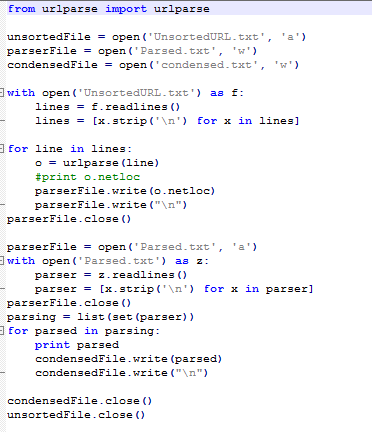 from urlparse import urlparse

unsortedFile = open('UnsortedURL.txt', 'a')
parserFile = open('Parsed.txt', 'w')
condensedFile = open('condensed.txt', 'w')

with open('UnsortedURL.txt') as f:
    lines = f.readlines()
    lines = [x.strip('\n') for x in lines]

for line in lines:
    o = urlparse(line)
    #print o.netloc
    parserFile.write(o.netloc)
    parserFile.write("\n")
parserFile.close()

parserFile = open('Parsed.txt', 'a')
with open('Parsed.txt') as z:
    parser = z.readlines()
    parser = [x.strip('\n') for x in parser]
parserFile.close()
parsing = list(set(parser))
for parsed in parsing:
    print parsed
    condensedFile.write(parsed)
    condensedFile.write("\n")

condensedFile.close()
unsortedFile.close()